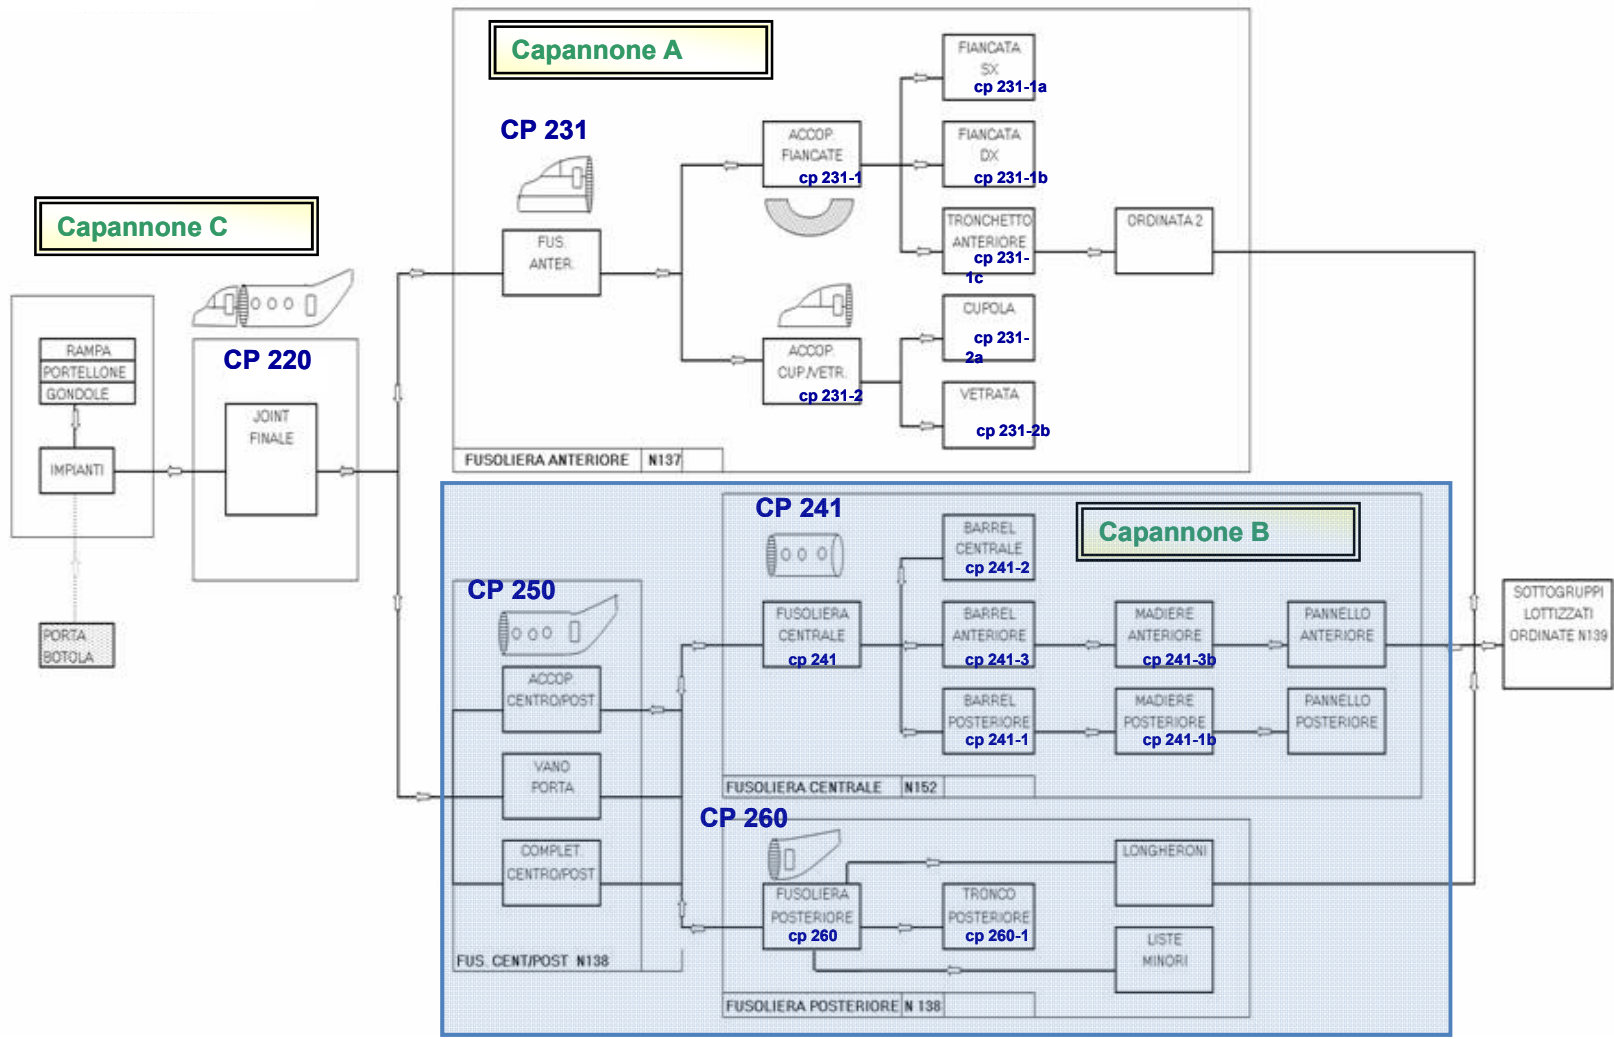 Capannone A
CP 231
FUS.
ANTER.
ACCOP.
FIANCATE
cp 231-1
FIANCATA
SX
cp 231-1a
FIANCATA
DX
cp 231-1b
TRONCHETTO
ANTERIORE
cp 231-
1c
ORDINATA 2
ACCOP.
CUP./VETR.
cp 231-2
CUPOLA
cp 231-
2a
VETRATA
cp 231-2b
FUSOLIERA ANTERIORE N137
Capannone C
RAMPA
PORTELLONE
GONDOLE
IMPIANTI
PORTA
BOTOLA
CP 220
JOINT
FINALE
Capannone B
CP 250
ACCOP.
CENTRO/POST.
VANO
PORTA
COMPLET.
CENTRO/POST.
FUS. CENT/POST N138
CP 241
FUSOLIERA
CENTRALE
cp 241
BARREL
CENTRALE
cp 241-2
BARREL
ANTERIORE
cp 241-3
MADIERE
ANTERIORE
cp 241-3b
PANNELLO
ANTERIORE
BARREL
POSTERIORE
cp 241-1
MADIERE
POSTERIORE
cp 241-1b
PANNELLO
POSTERIORE
FUSOLIERA CENTRALE N152
CP 260
FUSOLIERA
POSTERIORE
cp 260
TRONCO
POSTERIORE
cp 260-1
LONGHERONI
LISTE
MINORI
FUSOLIERA POSTERIORE N 138
SOTTOGRUPPI
LOTTIZZATI
ORDINATE N139